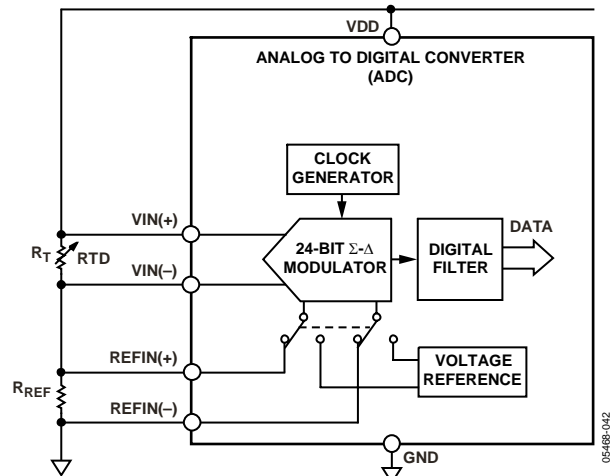 VDD
ANALOG TO DIGITAL CONVERTER
(ADC)
CLOCK
GENERATOR
VIN(+)
RT
RTD
24-BIT Σ-Δ
MODULATOR
DIGITAL
FILTER
DATA
VIN(–)
REFIN(+)
RREF
VOLTAGE
REFERENCE
REFIN(–)
GND
05468-042